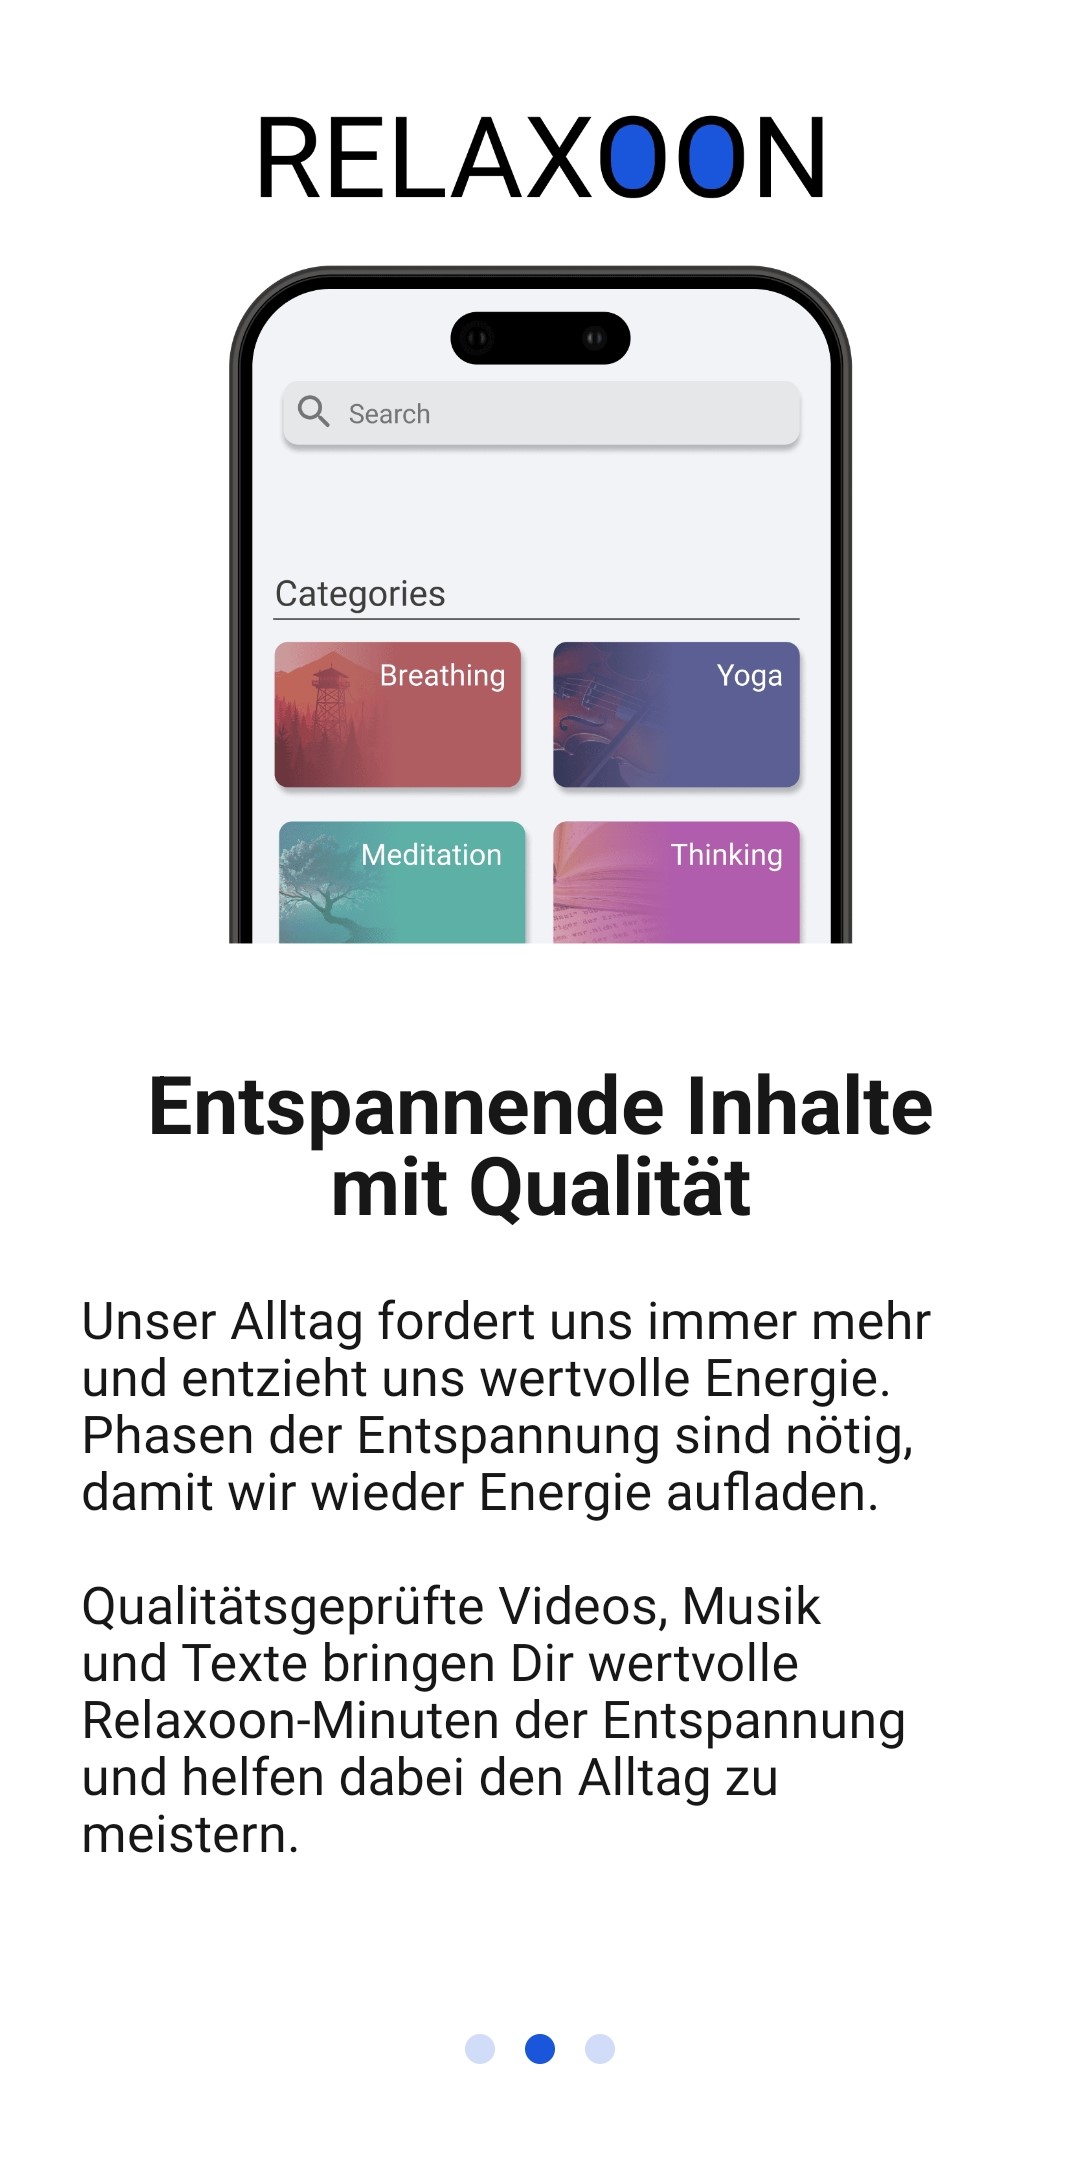 RELAXOON
Search
Categories
Breathing
Yoga
Meditation
Thinking
Entspannende Inhalte
mit Qualität
Unser Alltag fordert uns immer mehr
und entzieht uns wertvolle Energie.
Phasen der Entspannung sind nötig,
damit wir wieder Energie aufladen.
Qualitätsgeprüfte Videos, Musik
und Texte bringen Dir wertvolle
Relaxoon-Minuten der Entspannung
und helfen dabei den Alltag zu
meistern.